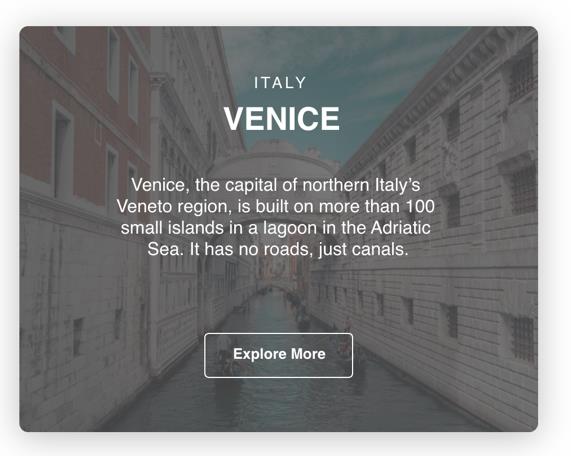 ITALY
VENICE
Venice, the capital of northern Italy’s
Veneto region, is built on more than 100
small islands in a lagoon in the Adriatic
Sea. It has no roads, just canals.
Explore More